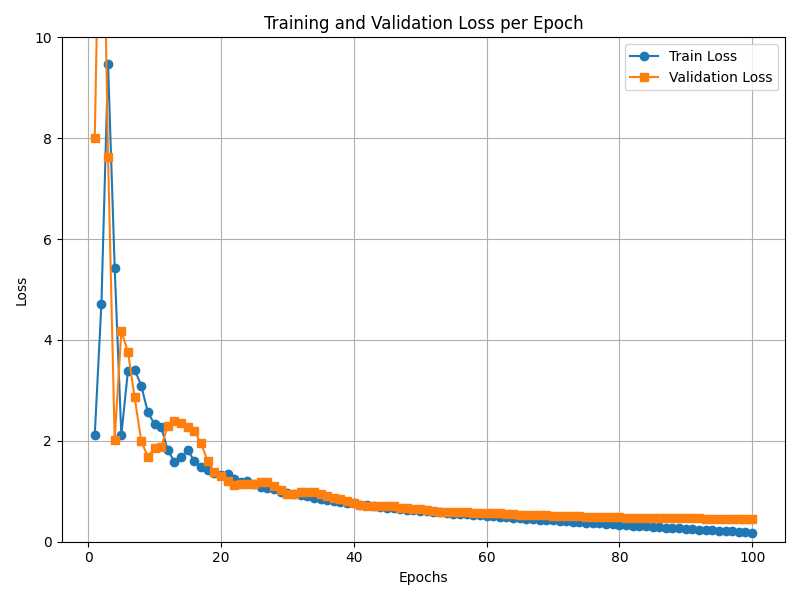 Training and Validation Loss per Epoch
10
8
6
4
2
0
Loss
Train Loss
Validation Loss
0 20 40 60 80 100
Epochs